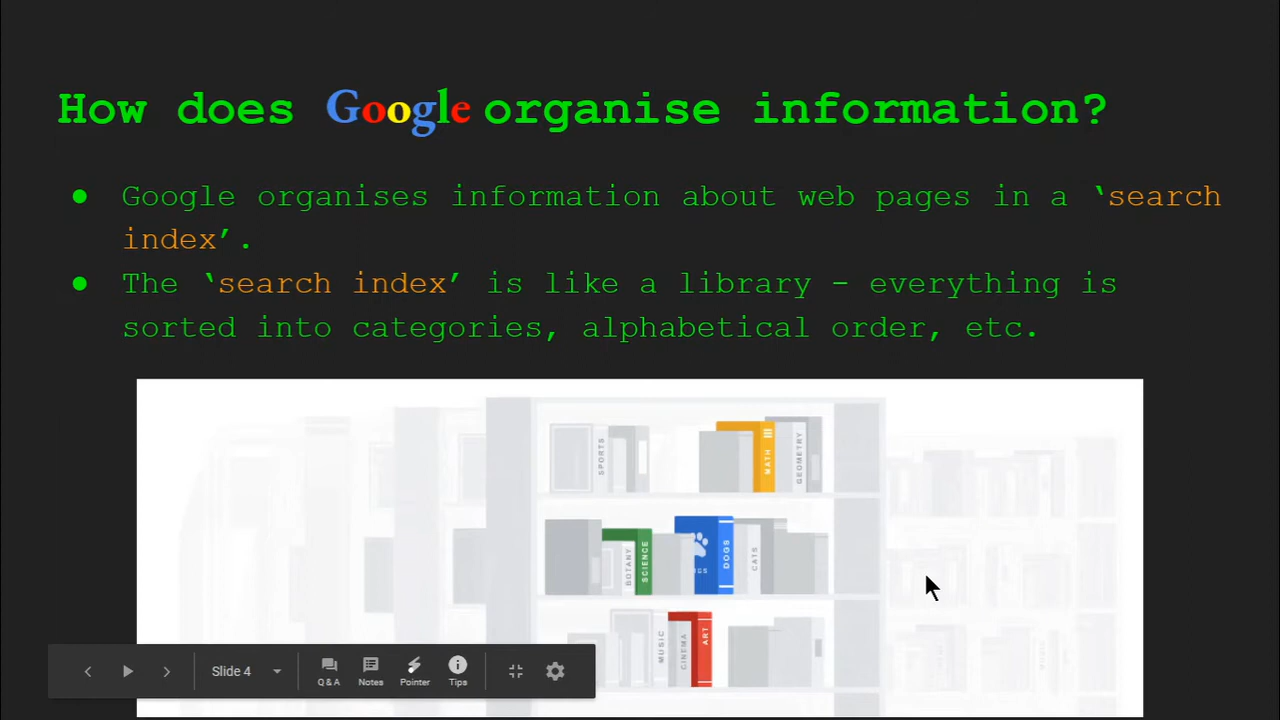 How does Google organise information?
● Google organises information about web pages in a ‘search
index’.
● The ‘search index’ is like a library - everything is
sorted into categories, alphabetical order, etc.
SPORTS
MATH
GEOMETRY
BOTANY
SCIENCE
DOGS
CATS
MUSIC
CINEMA
ART
Slide 4
Q & A
Notes
Pointer
Tips